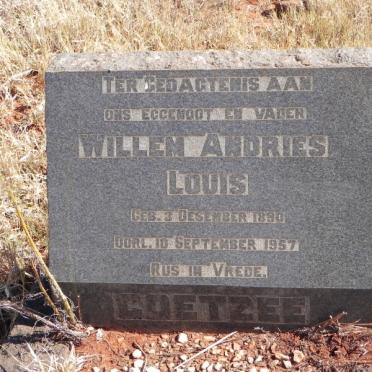 TER GEDAGTENIS AAN
ONS EGGENOOT EN VADER
WILLEM ANDRIES
LOUIS
GEB. 3 DESEMBER 1890
OORL. 10 SEPTEMBER 1957
RUS IN VREDE.
COETZEE